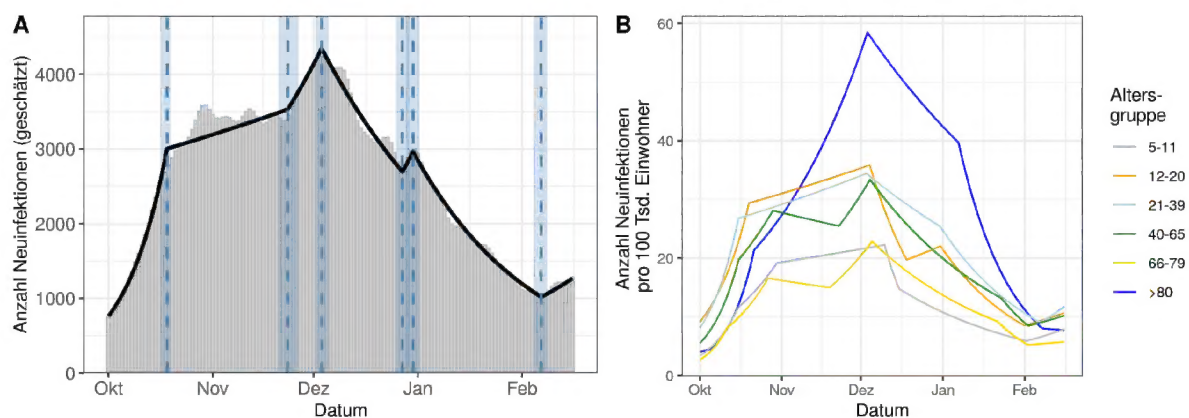 A
Anzahl Neuinfektionen (geschätzt)
4000
3000
2000
1000
0
Okt
Nov
Dez
Jan
Feb
Datum
B
Anzahl Neuinfektionen
pro 100 Tsd. Einwohner
60
40
20
0
Okt
Nov
Dez
Jan
Feb
Datum
Alters-
gruppe
5-11
12-20
21-39
40-65
66-79
>80